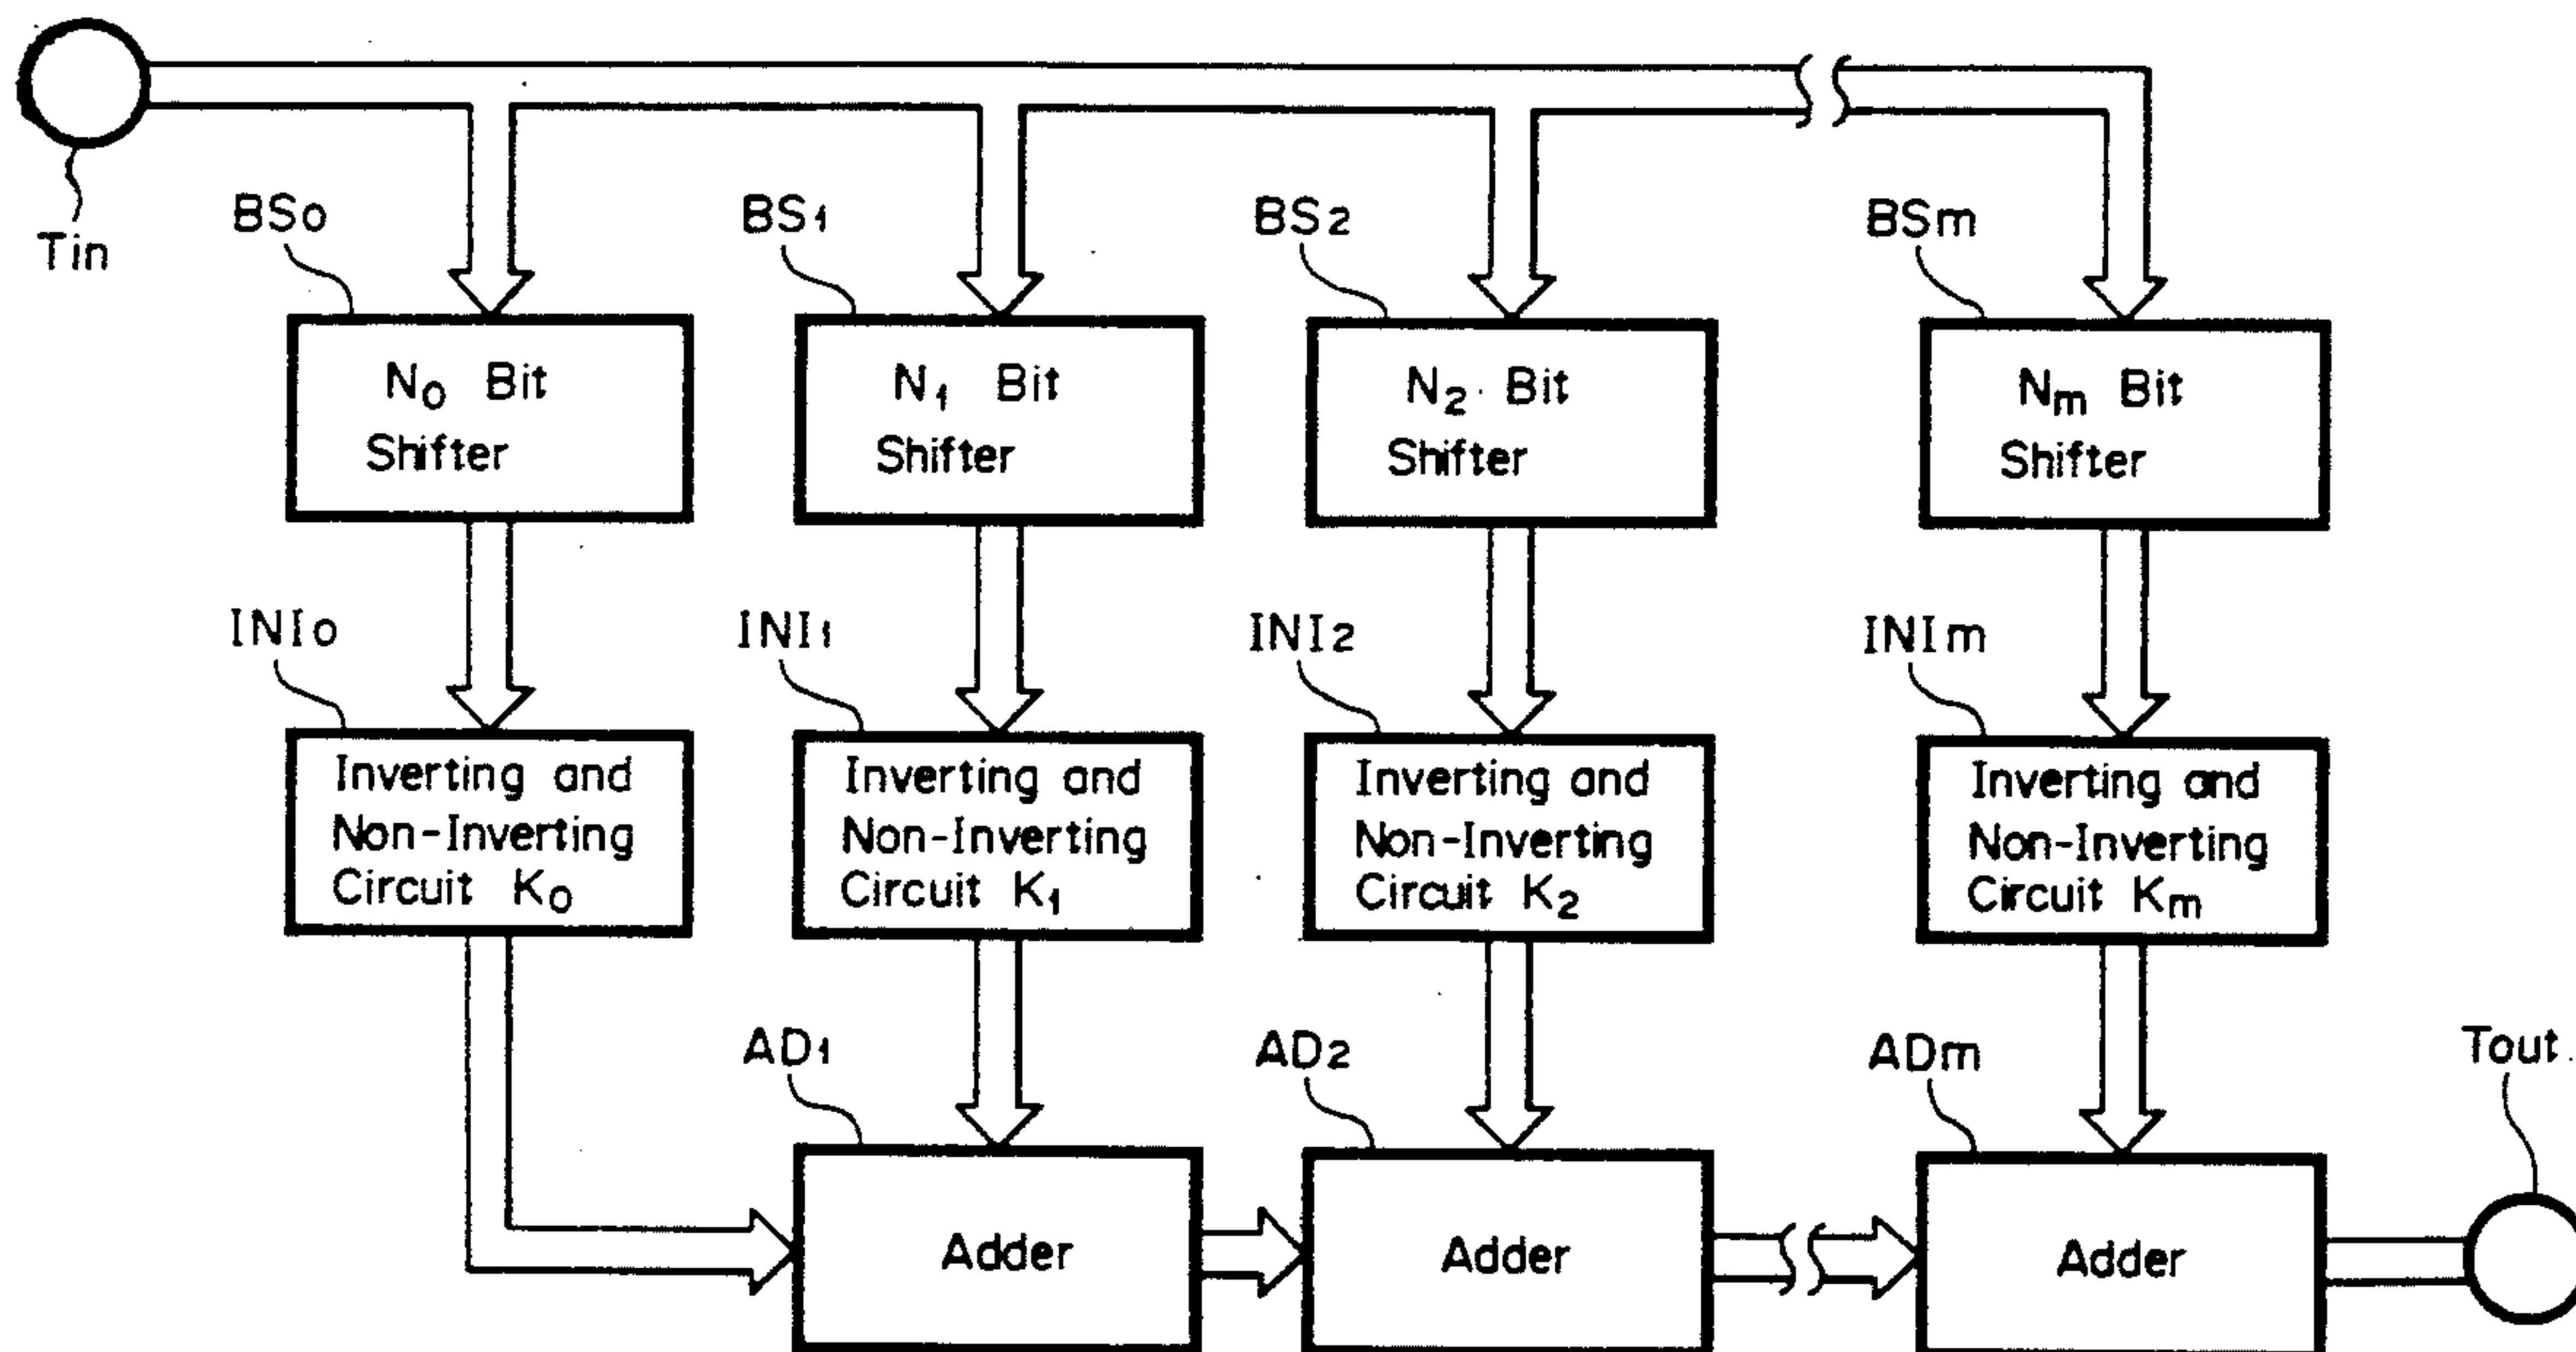 Tin
BS0
BS1
BS2
BSm
N0 Bit
Shifter
N1 Bit
Shifter
N2 Bit
Shifter
Nm Bit
Shifter
INI0
INI1
INI2
INIm
Inverting and
Non-Inverting
Circuit K0
Inverting and
Non-Inverting
Circuit K1
Inverting and
Non-Inverting
Circuit K2
Inverting and
Non-Inverting
Circuit Km
AD1
AD2
ADm
Tout
Adder
Adder
Adder